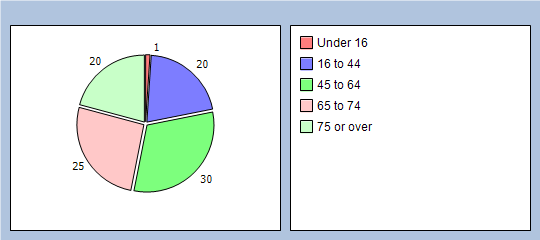 1
20
20
25
30
Under 16
16 to 44
45 to 64
65 to 74
75 or over